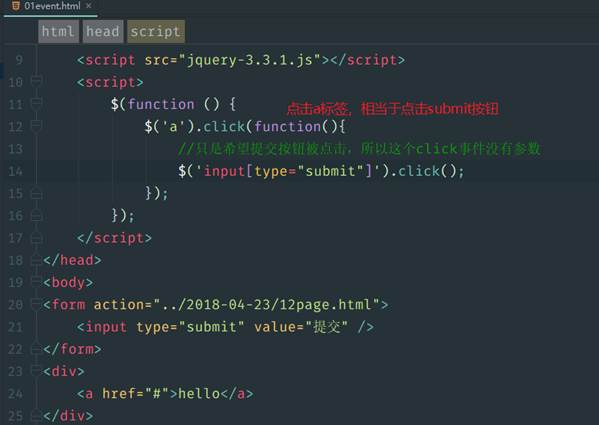 01event.html ×
html head script
9 <script src="jquery-3.3.1.js"></script>
10 <script>
11 $(function () {
点击a标签，相当于点击submit按钮
12 $('a').click(function(){
13 //只是希望提交按钮被点击，所以这个click事件没有参数
14 $('input[type="submit"]').click();
15 });
16 });
17 </script>
18 </head>
19 <body>
20 <form action="../2018-04-23/12page.html">
21 <input type="submit" value="提交" />
22 </form>
23 <div>
24 <a href="#">hello</a>
25 </div>